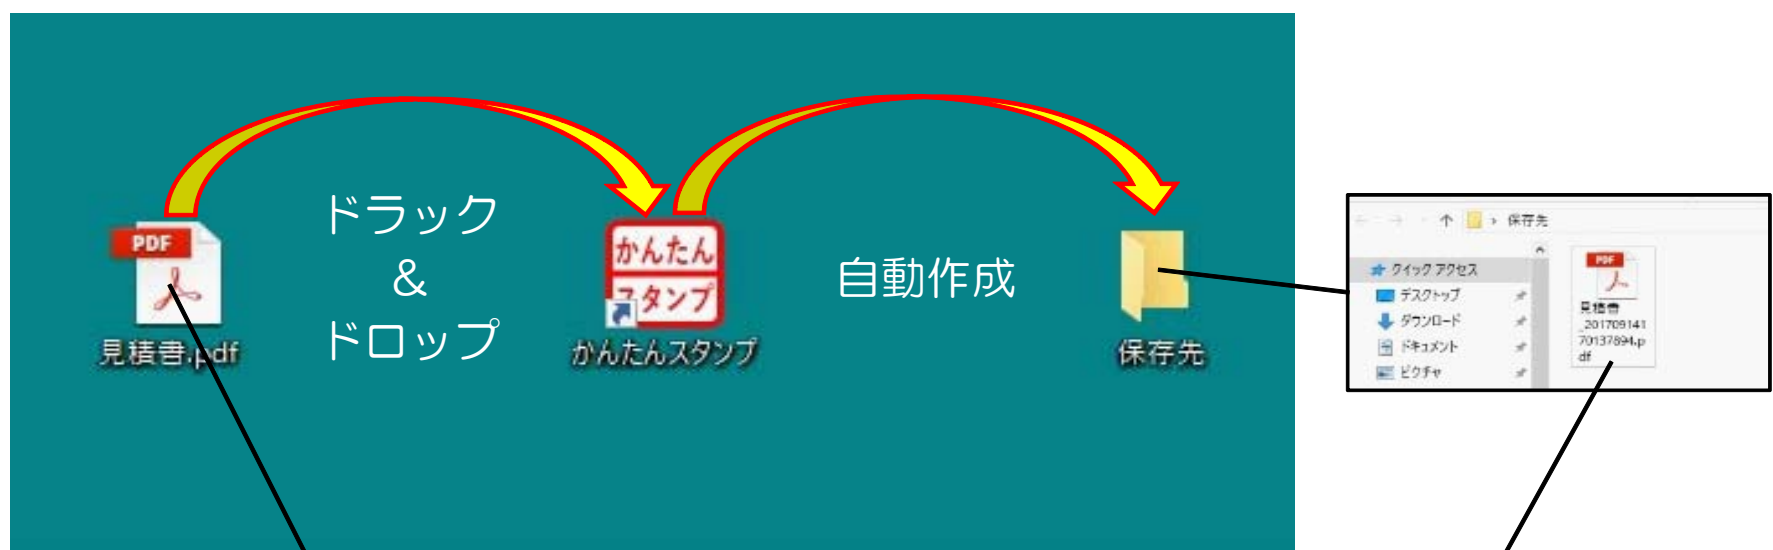 PDF
見積書.pdf
ドラック
&
ドロップ
かんたん
スタンプ
かんたんスタンプ
自動作成
保存先
保存先
クイック アクセス
デスクトップ
ダウンロード
ドキュメント
ピクチャ
PDF
見積書
_201709141
70137894.p
df